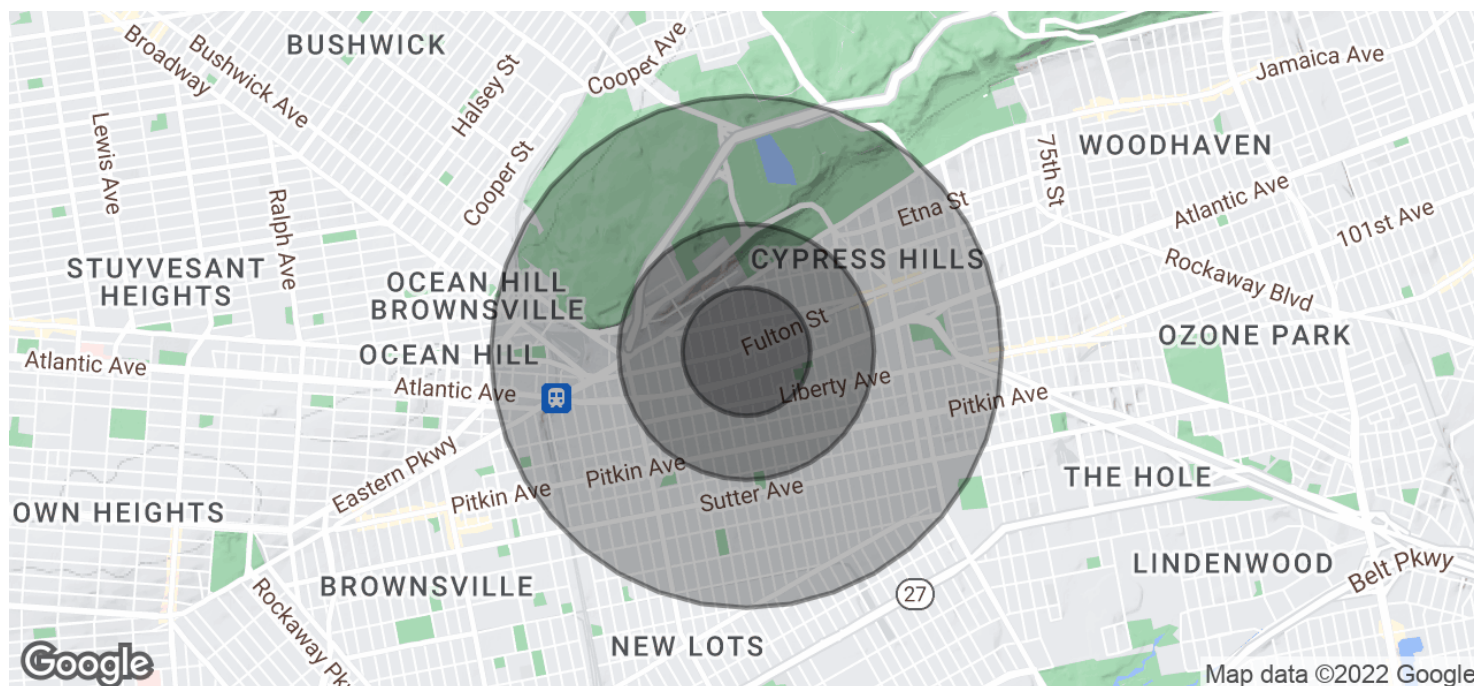 BUSHWICK
Broadway
Bushwick Ave
Halsey St
Cooper Ave
Jamaica Ave
Lewis Ave
Ralph Ave
Cooper St
75th St
WOODHAVEN
Etna St
Atlantic Ave
101st Ave
STUYVESANT
HEIGHTS
OCEAN HILL
BROWNSVILLE
CYPRESS HILLS
Rockaway Blvd
Fulton St
OZONE PARK
Atlantic Ave
OCEAN HILL
Atlantic Ave
Liberty Ave
Pitkin Ave
Eastern Pkwy
Pitkin Ave
Pitkin Ave
Sutter Ave
THE HOLE
OWN HEIGHTS
BROWNSVILLE
27
LINDENWOOD
Belt Pkwy
Rockaway Pk
NEW LOTS
Google
Map data ©2022 Google